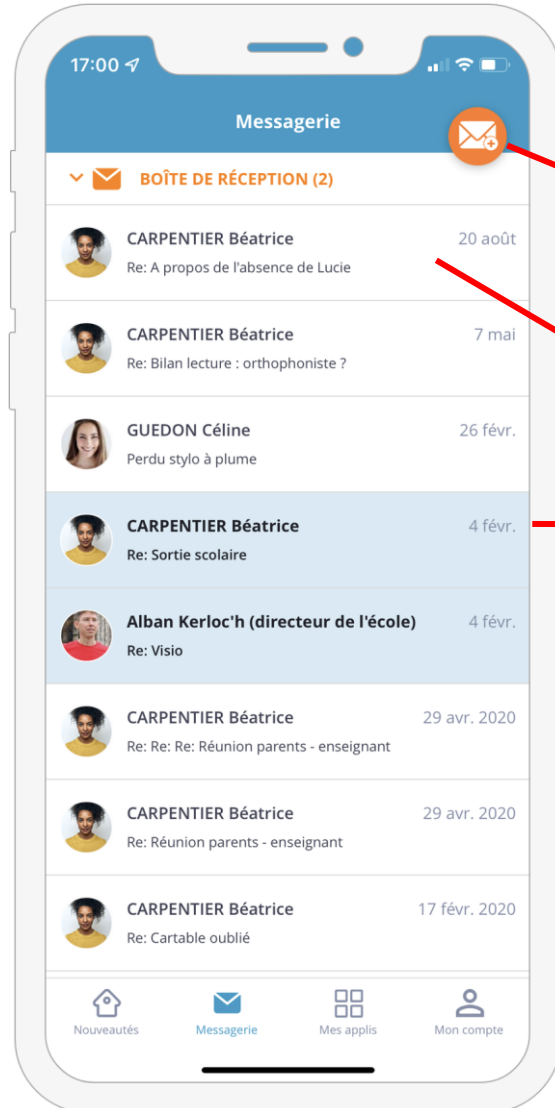 17:00
Messagerie
BOÎTE DE RÉCEPTION (2)
CARPENTIER Béatrice 20 août
Re: A propos de l'absence de Lucie
CARPENTIER Béatrice 7 mai
Re: Bilan lecture : orthophoniste ?
GUEDON Céline 26 févr.
Perdu stylo à plume
CARPENTIER Béatrice 4 févr.
Re: Sortie scolaire
Alban Kerloc'h (directeur de l'école) 4 févr.
Re: Visio
CARPENTIER Béatrice 29 avr. 2020
Re: Re: Re: Réunion parents - enseignant
CARPENTIER Béatrice 29 avr. 2020
Re: Réunion parents - enseignant
CARPENTIER Béatrice 17 févr. 2020
Re: Cartable oublié
Nouveautés Messagerie Mes applis Mon compte